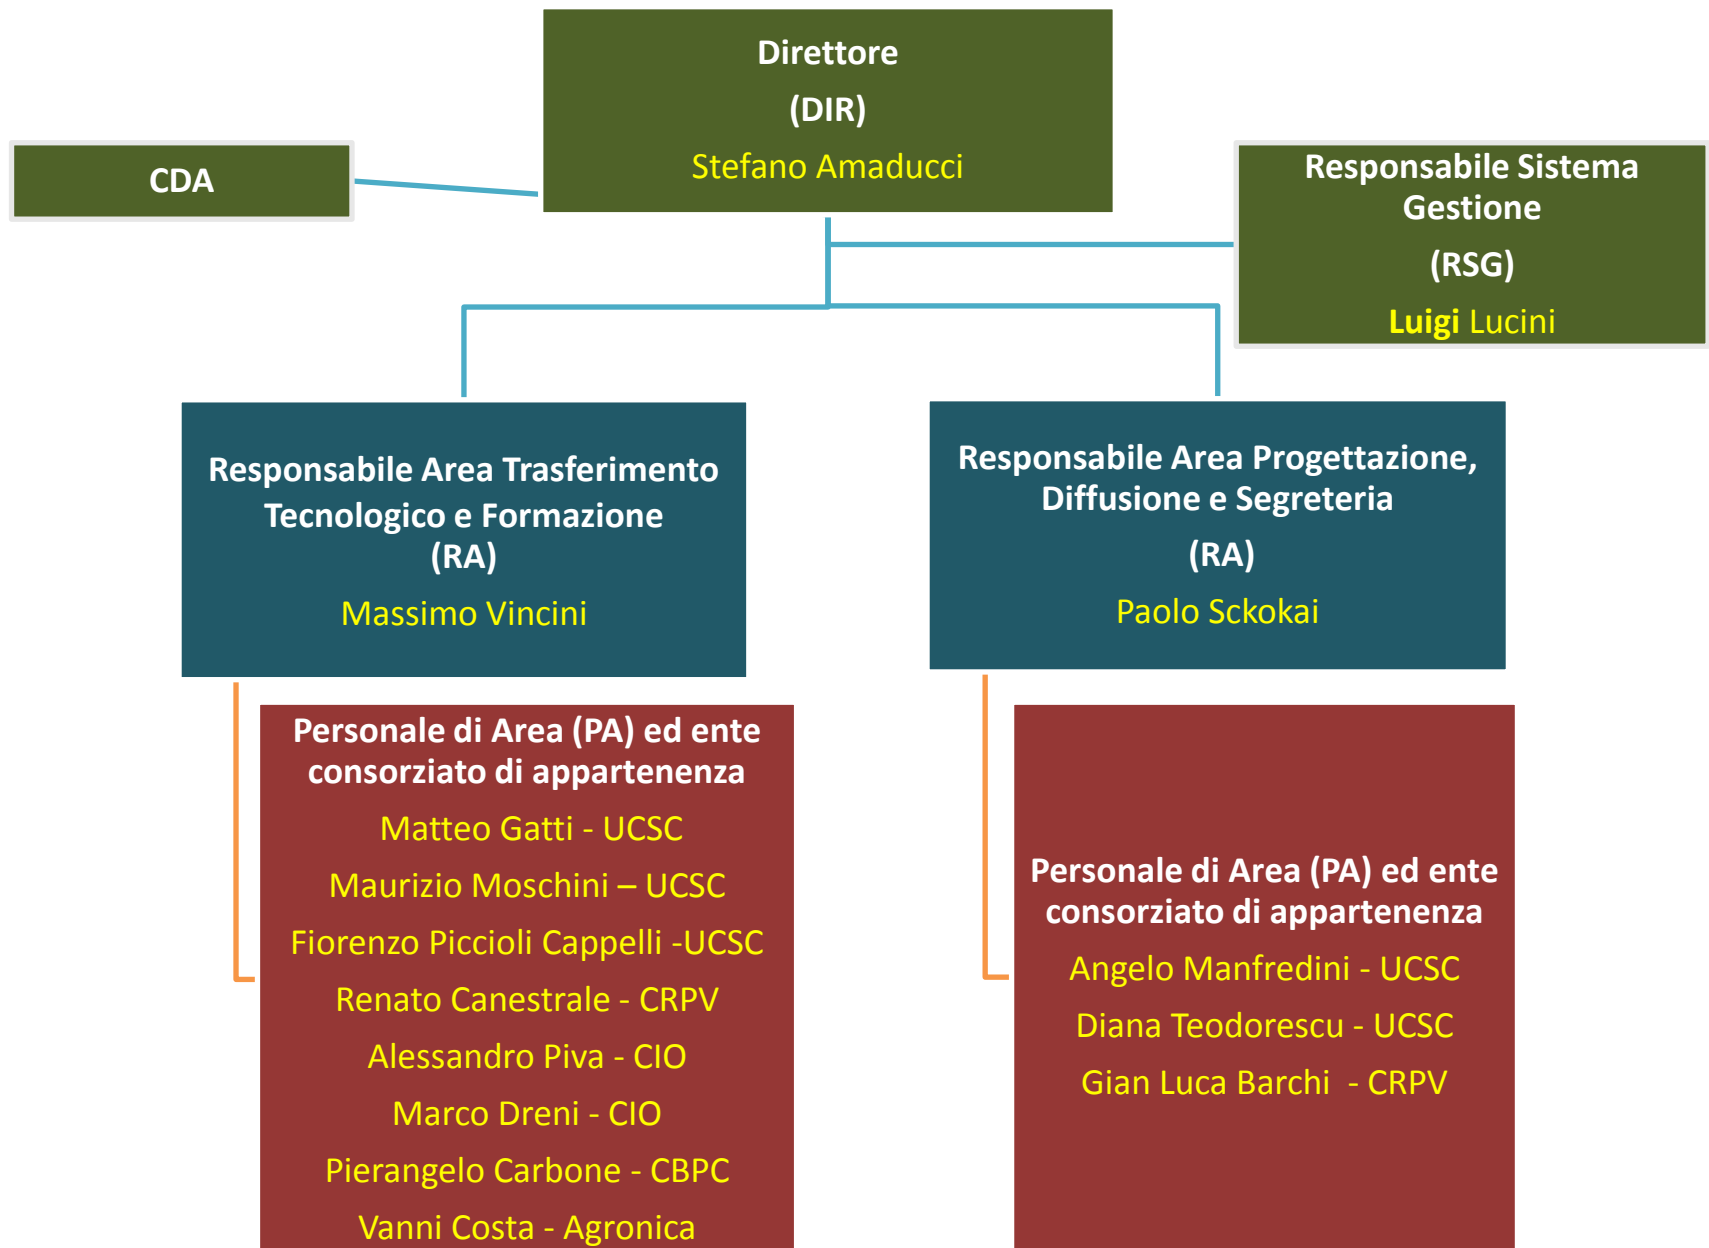 Direttore
(DIR)
Stefano Amaducci
CDA
Responsabile Sistema
Gestione
(RSG)
Luigi Lucini
Responsabile Area Trasferimento
Tecnologico e Formazione
(RA)
Massimo Vincini
Responsabile Area Progettazione,
Diffusione e Segreteria
(RA)
Paolo Sckokai
Personale di Area (PA) ed ente
consorziato di appartenenza
Matteo Gatti - UCSC
Maurizio Moschini – UCSC
Fiorenzo Piccioli Cappelli -UCSC
Renato Canestrale - CRPV
Alessandro Piva - CIO
Marco Dreni - CIO
Pierangelo Carbone - CBPC
Vanni Costa - Agronica
Personale di Area (PA) ed ente
consorziato di appartenenza
Angelo Manfredini - UCSC
Diana Teodorescu - UCSC
Gian Luca Barchi  - CRPV